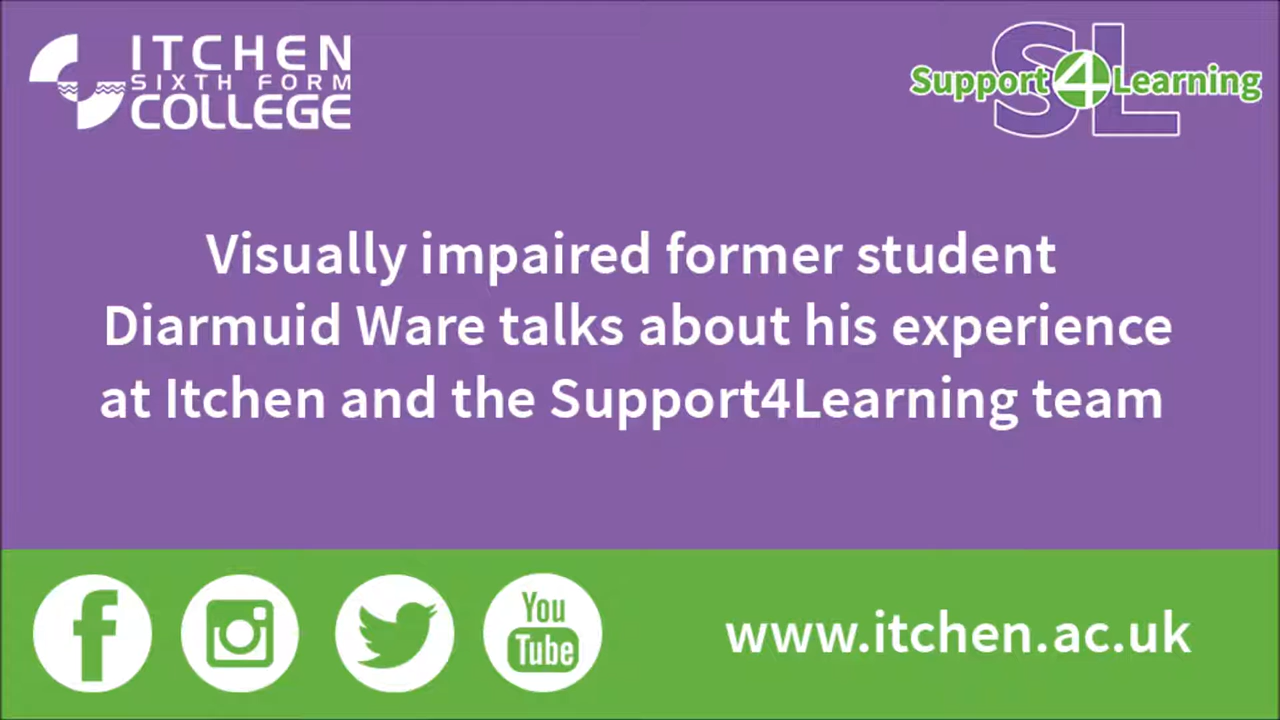 ITCHEN
SIXTH FORM
COLLEGE
SL
Support4Learning
Visually impaired former student
Diarmuid Ware talks about his experience
at Itchen and the Support4Learning team
You
Tube
www.itchen.ac.uk